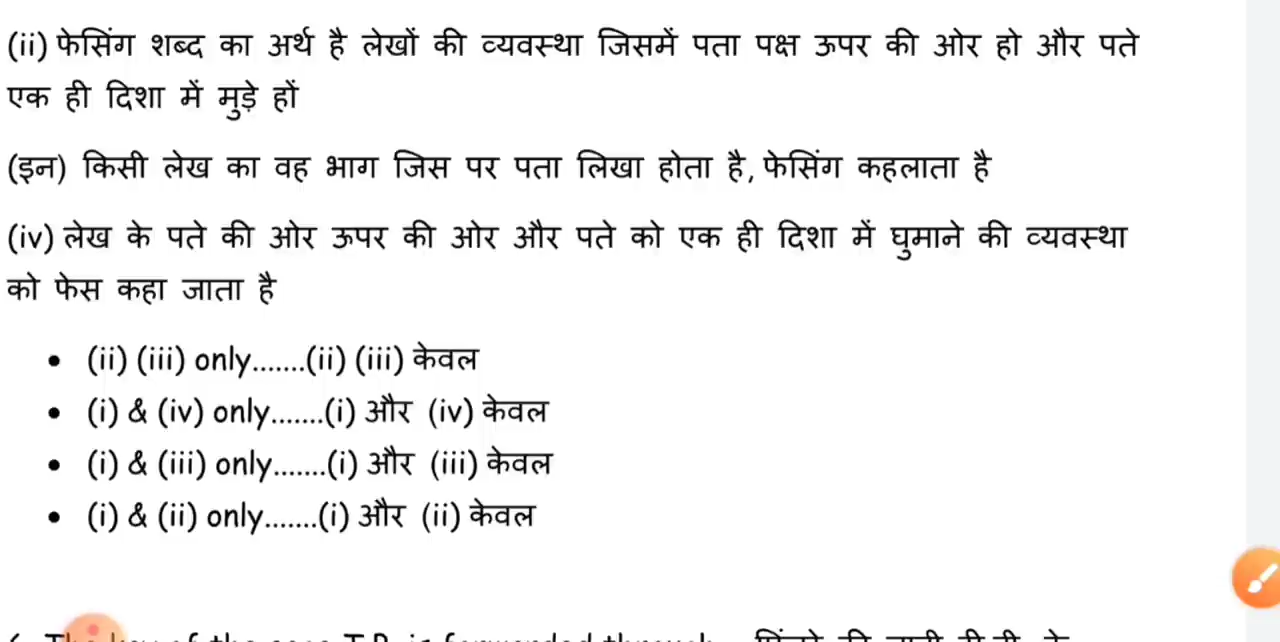 (ii) फेसिंग शब्द का अर्थ है लेखों की व्यवस्था जिसमें पता पक्ष ऊपर की ओर हो और पते
एक ही दिशा में मुड़े हों
(इन) किसी लेख का वह भाग जिस पर पता लिखा होता है, फेसिंग कहलाता है
(iv) लेख के पते की ओर ऊपर की ओर और पते को एक ही दिशा में घुमाने की व्यवस्था
को फेस कहा जाता है
• (ii) (iii) only.......(ii) (iii) केवल
• (i) & (iv) only.......(i) और (iv) केवल
• (i) & (iii) only.......(i) और (iii) केवल
• (i) & (ii) only.......(i) और (ii) केवल